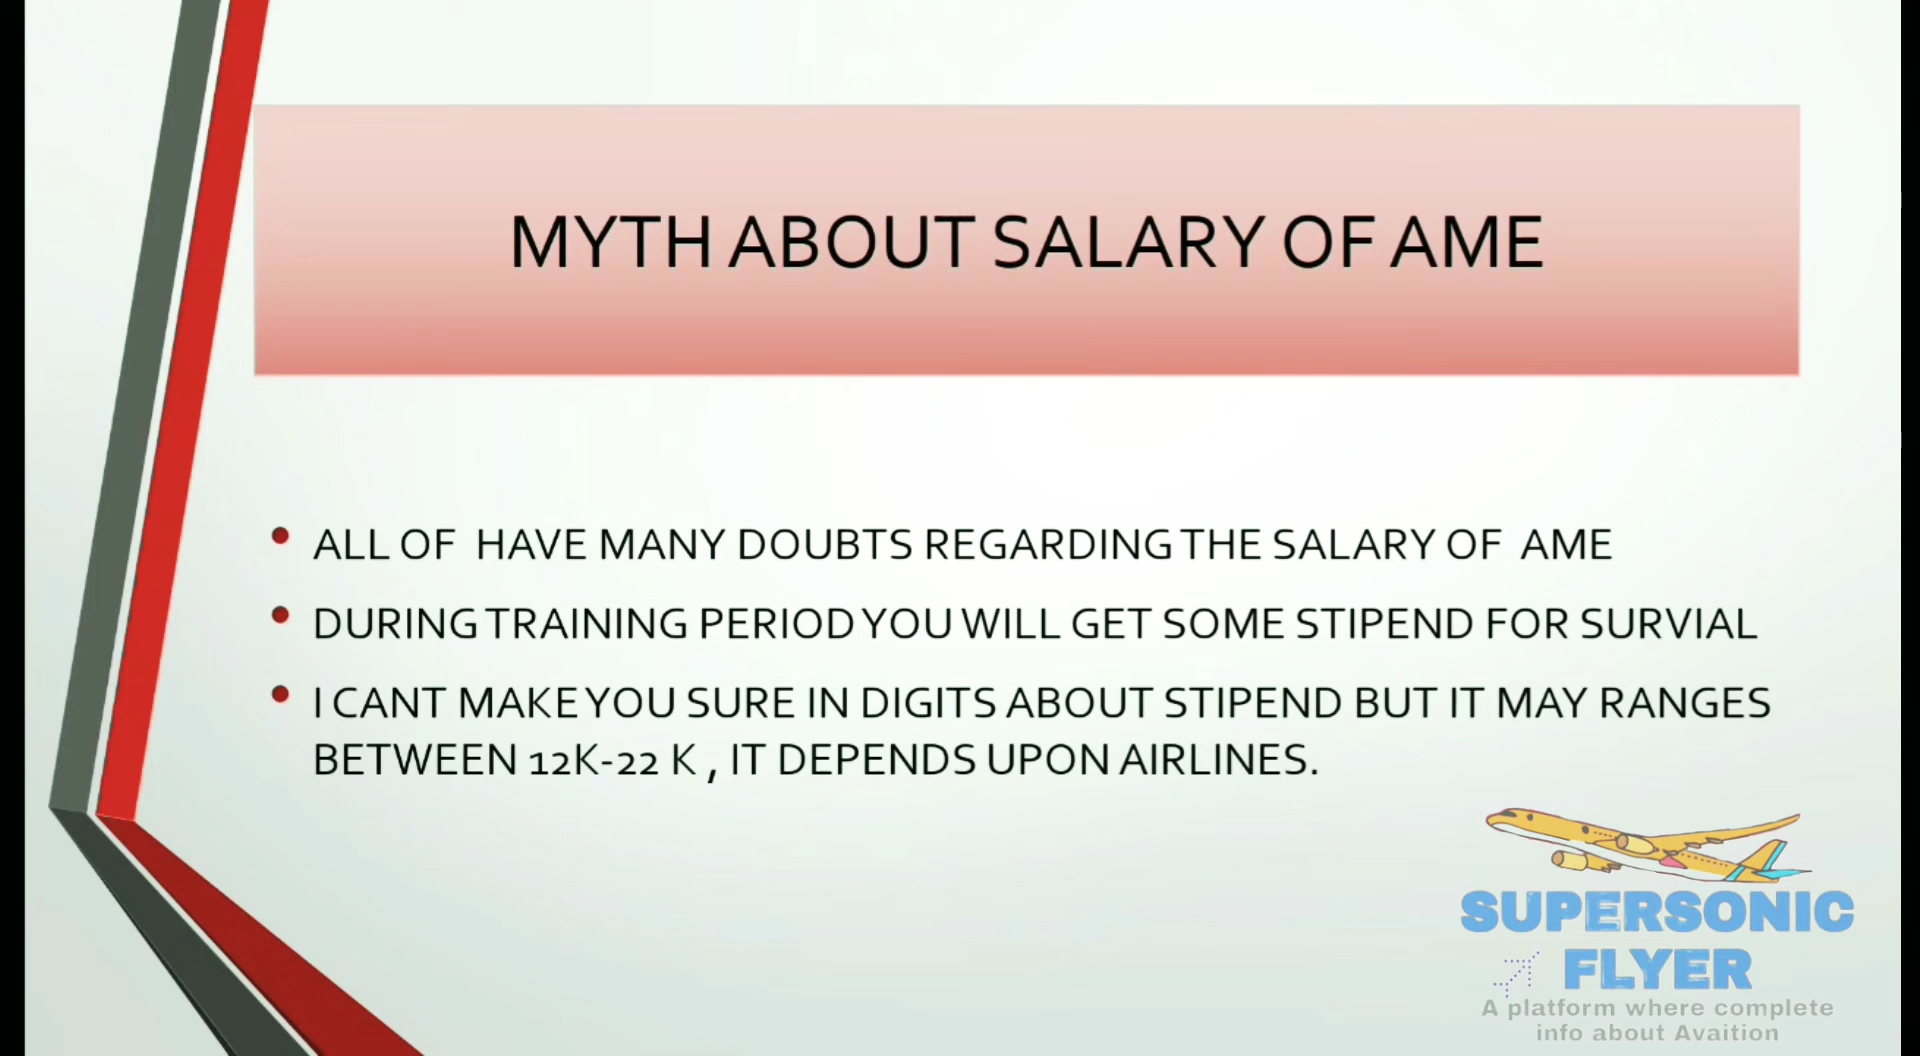 MYTH ABOUT SALARY OF AME
• ALL OF HAVE MANY DOUBTS REGARDING THE SALARY OF AME
• DURING TRAINING PERIOD YOU WILL GET SOME STIPEND FOR SURVIAL
• I CANT MAKE YOU SURE IN DIGITS ABOUT STIPEND BUT IT MAY RANGES
BETWEEN 12K-22 K , IT DEPENDS UPON AIRLINES.
SUPERSONIC
FLYER
A platform where complete
info about Avaition